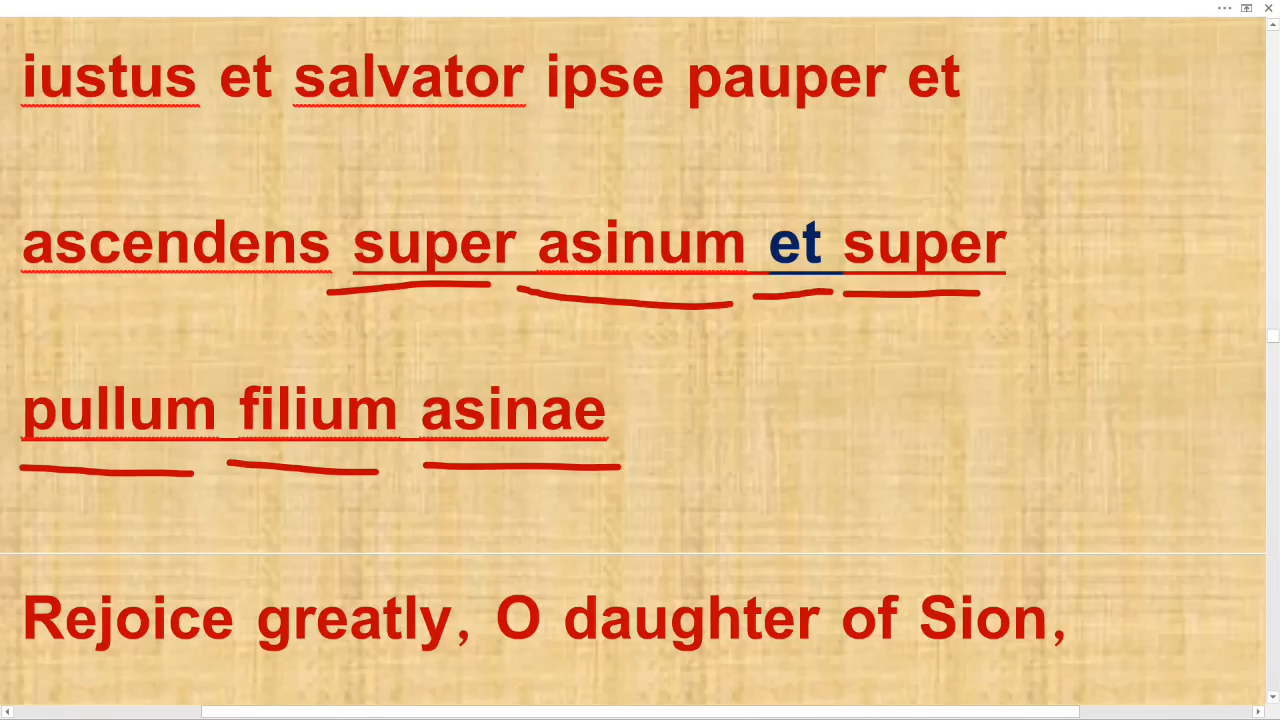 iustus et salvator ipse pauper et
ascendens super asinum et super
pullum filium asinae
Rejoice greatly, O daughter of Sion,